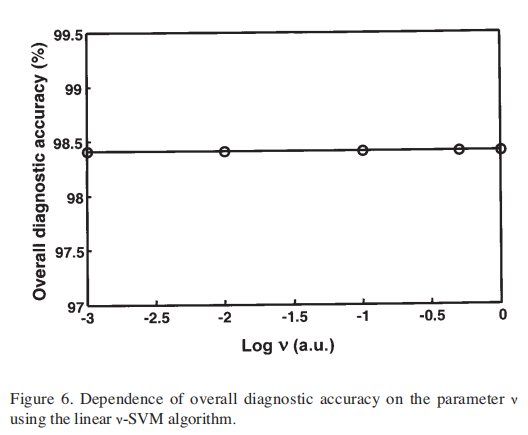 99.5
99
98.5
98
97.5
97
Overall diagnostic accuracy (%)
-3 -2.5 -2 -1.5 -1 -0.5 0
Log ν (a.u.)
Figure 6. Dependence of overall diagnostic accuracy on the parameter ν
using the linear ν-SVM algorithm.